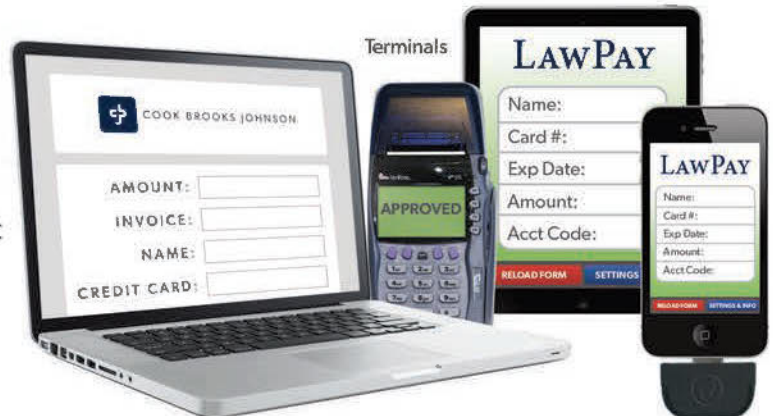 Terminals
COOK BROOKS JOHNSON
AMOUNT:
INVOICE:
NAME:
CREDIT CARD:
APPROVED
LAWPAY
Name:
Card #:
Exp Date:
Amount:
Acct Code:
RELOAD FORM SETTINGS
LAWPAY
Name:
Card #:
Exp Date:
Amount:
Acct Code:
RELOAD FORM SETTINGS & INFO